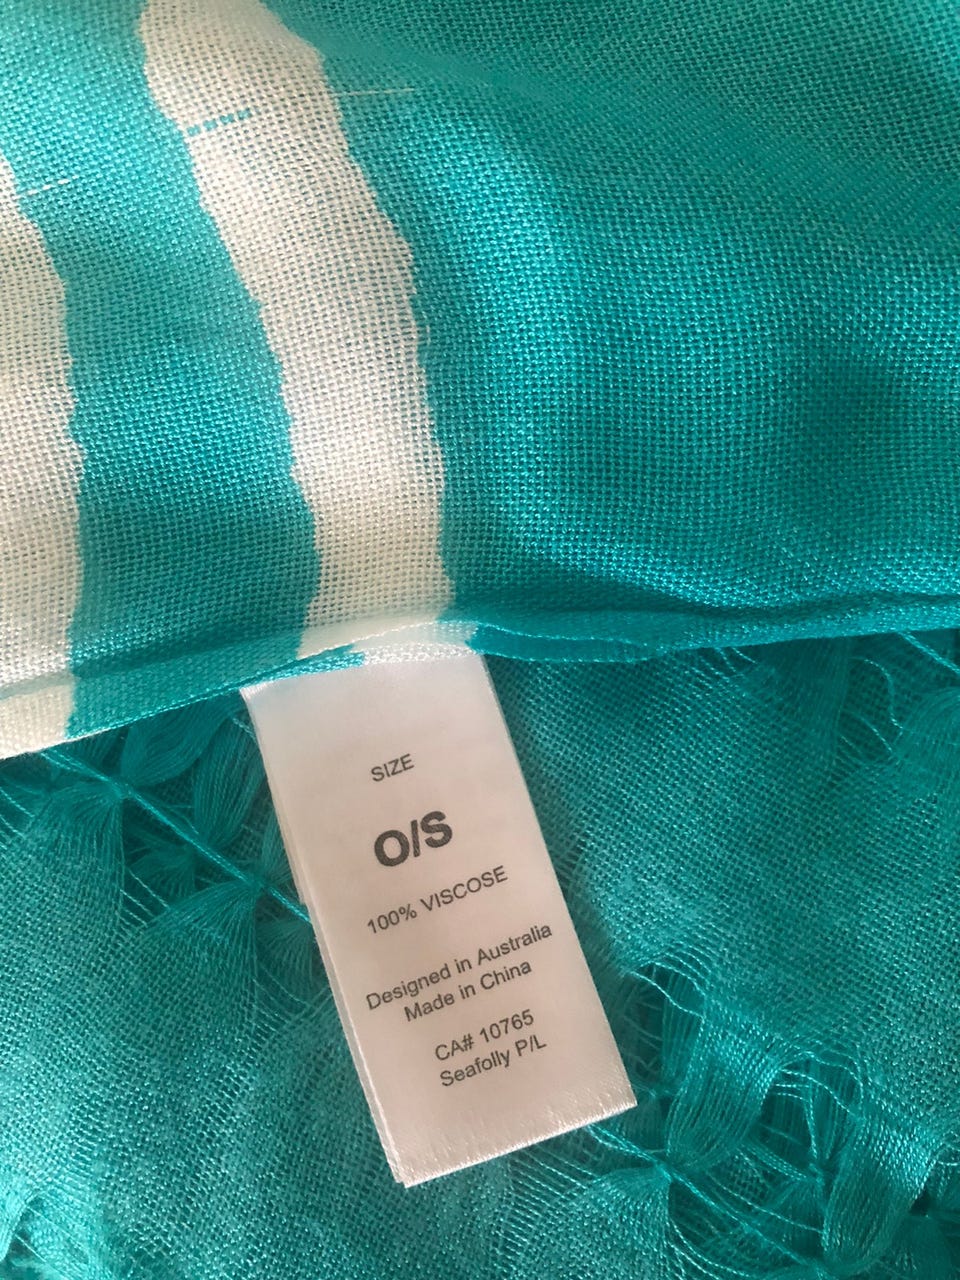 SIZE
O/S
100% VISCOSE
Designed in Australia
Made in China
CA# 10765
Seafolly P/L